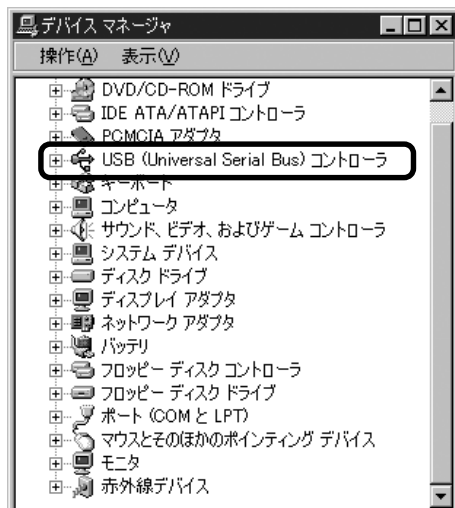 デバイス マネージャ
操作(A) 表示(V)
DVD/CD-ROM ドライブ
IDE ATA/ATAPI コントローラ
PCMCIA アダプタ
USB (Universal Serial Bus) コントローラ
キーボード
コンピュータ
サウンド、ビデオ、およびゲーム コントローラ
システム デバイス
ディスク ドライブ
ディスプレイ アダプタ
ネットワーク アダプタ
バッテリ
フロッピー ディスク コントローラ
フロッピー ディスク ドライブ
ポート (COM と LPT)
マウスとそのほかのポインティング デバイス
モニタ
赤外線デバイス